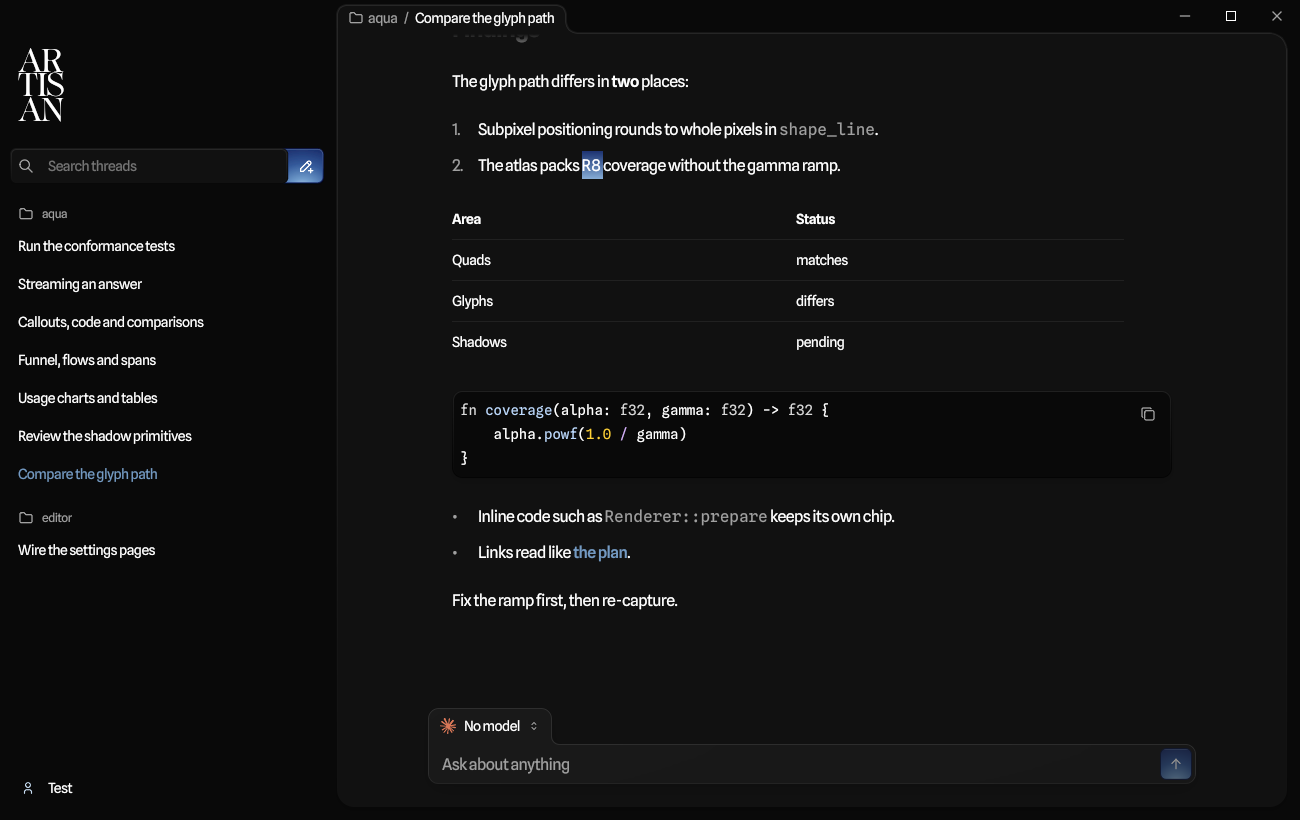 aqua / Compare the glyph path
AR
TIS
AN
Search threads
aqua
Run the conformance tests
Streaming an answer
Callouts, code and comparisons
Funnel, flows and spans
Usage charts and tables
Review the shadow primitives
Compare the glyph path
editor
Wire the settings pages
Test
The glyph path differs in two places:
1. Subpixel positioning rounds to whole pixels in shape_line.
2. The atlas packs R8 coverage without the gamma ramp.
Area Status
Quads matches
Glyphs differs
Shadows pending
fn coverage(alpha: f32, gamma: f32) -> f32 {
    alpha.powf(1.0 / gamma)
}
• Inline code such as Renderer::prepare keeps its own chip.
• Links read like the plan.
Fix the ramp first, then re-capture.
No model
Ask about anything